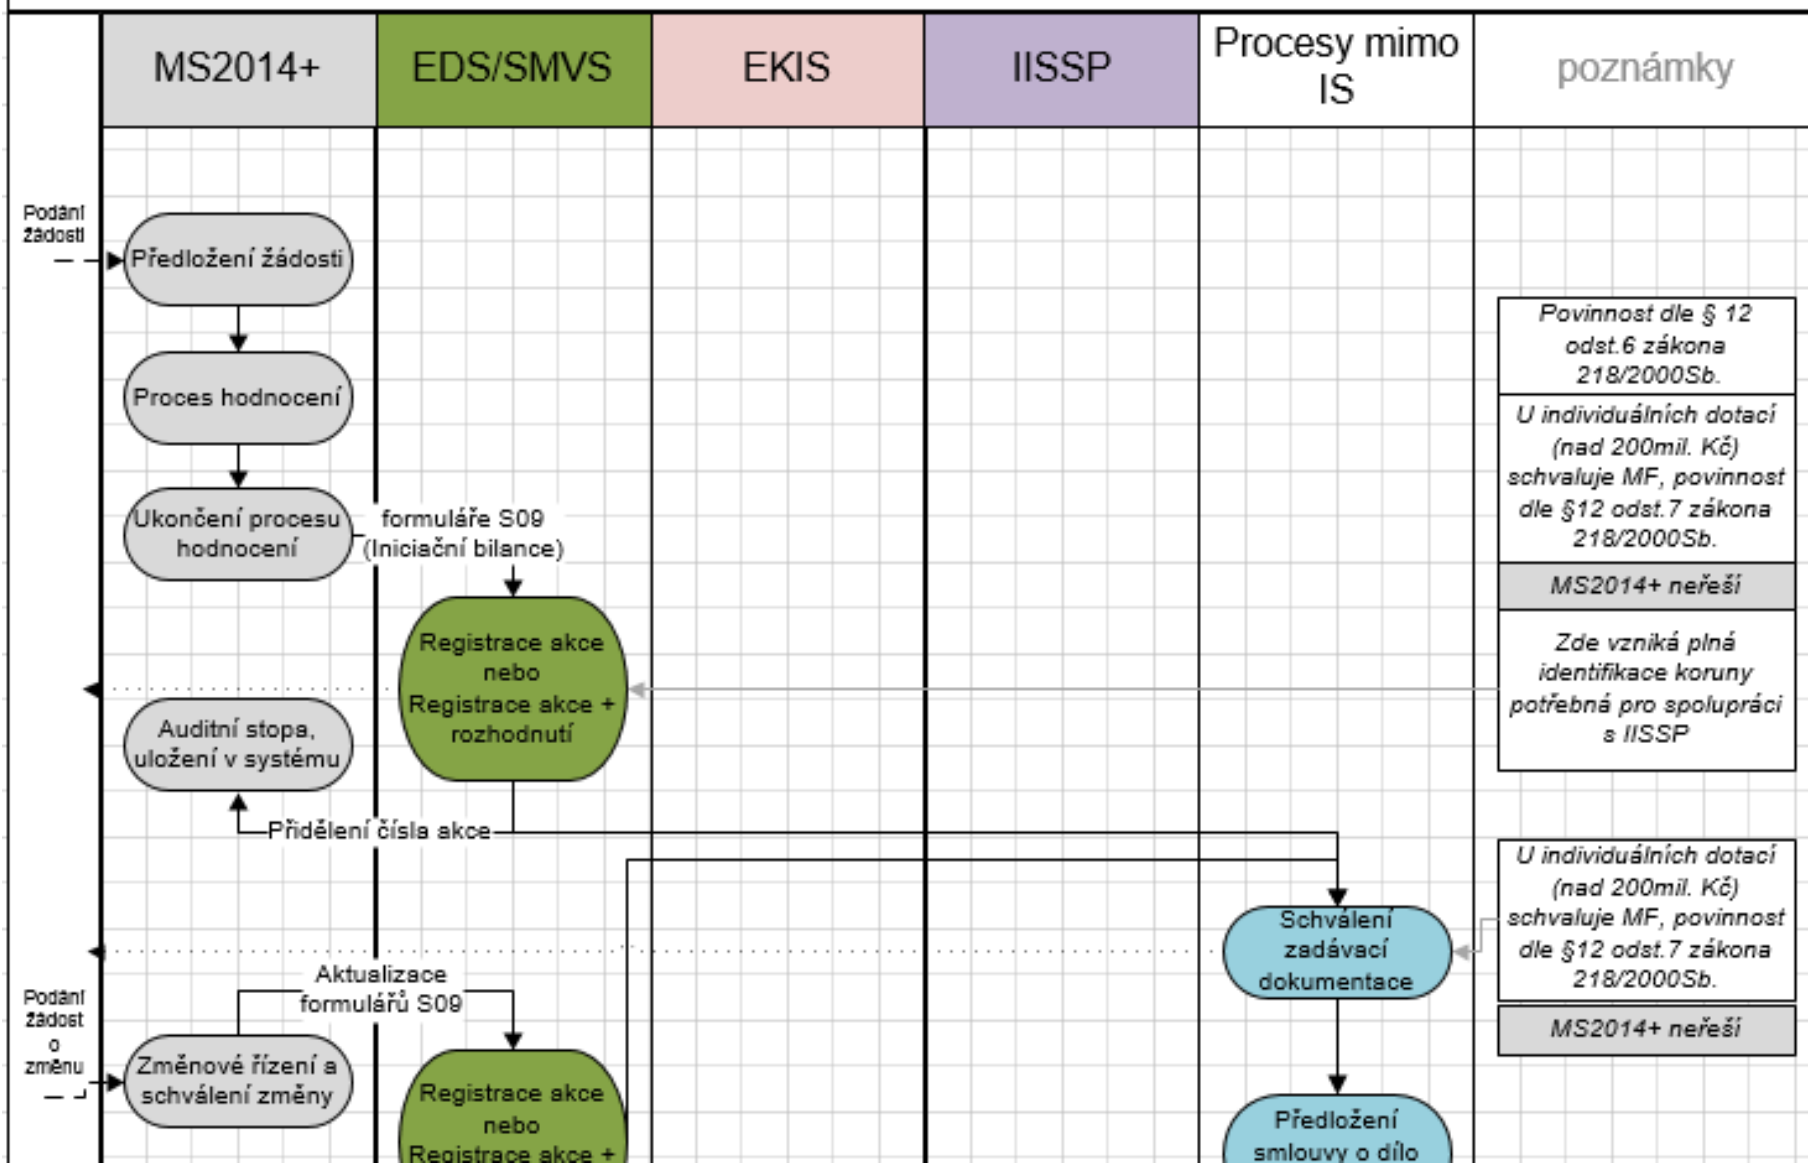 MS2014+
EDS/SMVS
EKIS
IISSP
Procesy mimo
IS
poznámky
Podání
žádosti
Předložení žádosti
Proces hodnocení
Ukončení procesu
hodnocení
formuláře S09
(Iniciační bilance)
Registrace akce
nebo
Registrace akce +
rozhodnutí
Auditní stopa,
uložení v systému
Přidělení čísla akce
Povinnost dle § 12
odst.6 zákona
218/2000Sb.
U individuálních dotací
(nad 200mil. Kč)
schvaluje MF, povinnost
dle §12 odst.7 zákona
218/2000Sb.
MS2014+ neřeší
Zde vzniká plná
identifikace koruny
potřebná pro spolupráci
s IISSP
Schválení
zadávací
dokumentace
U individuálních dotací
(nad 200mil. Kč)
schvaluje MF, povinnost
dle §12 odst.7 zákona
218/2000Sb.
MS2014+ neřeší
Podání
žádost
o
změnu
Aktualizace
formulářů S09
Změnové řízení a
schválení změny
Registrace akce
nebo
Registrace akce +
Předložení
smlouvy o dílo